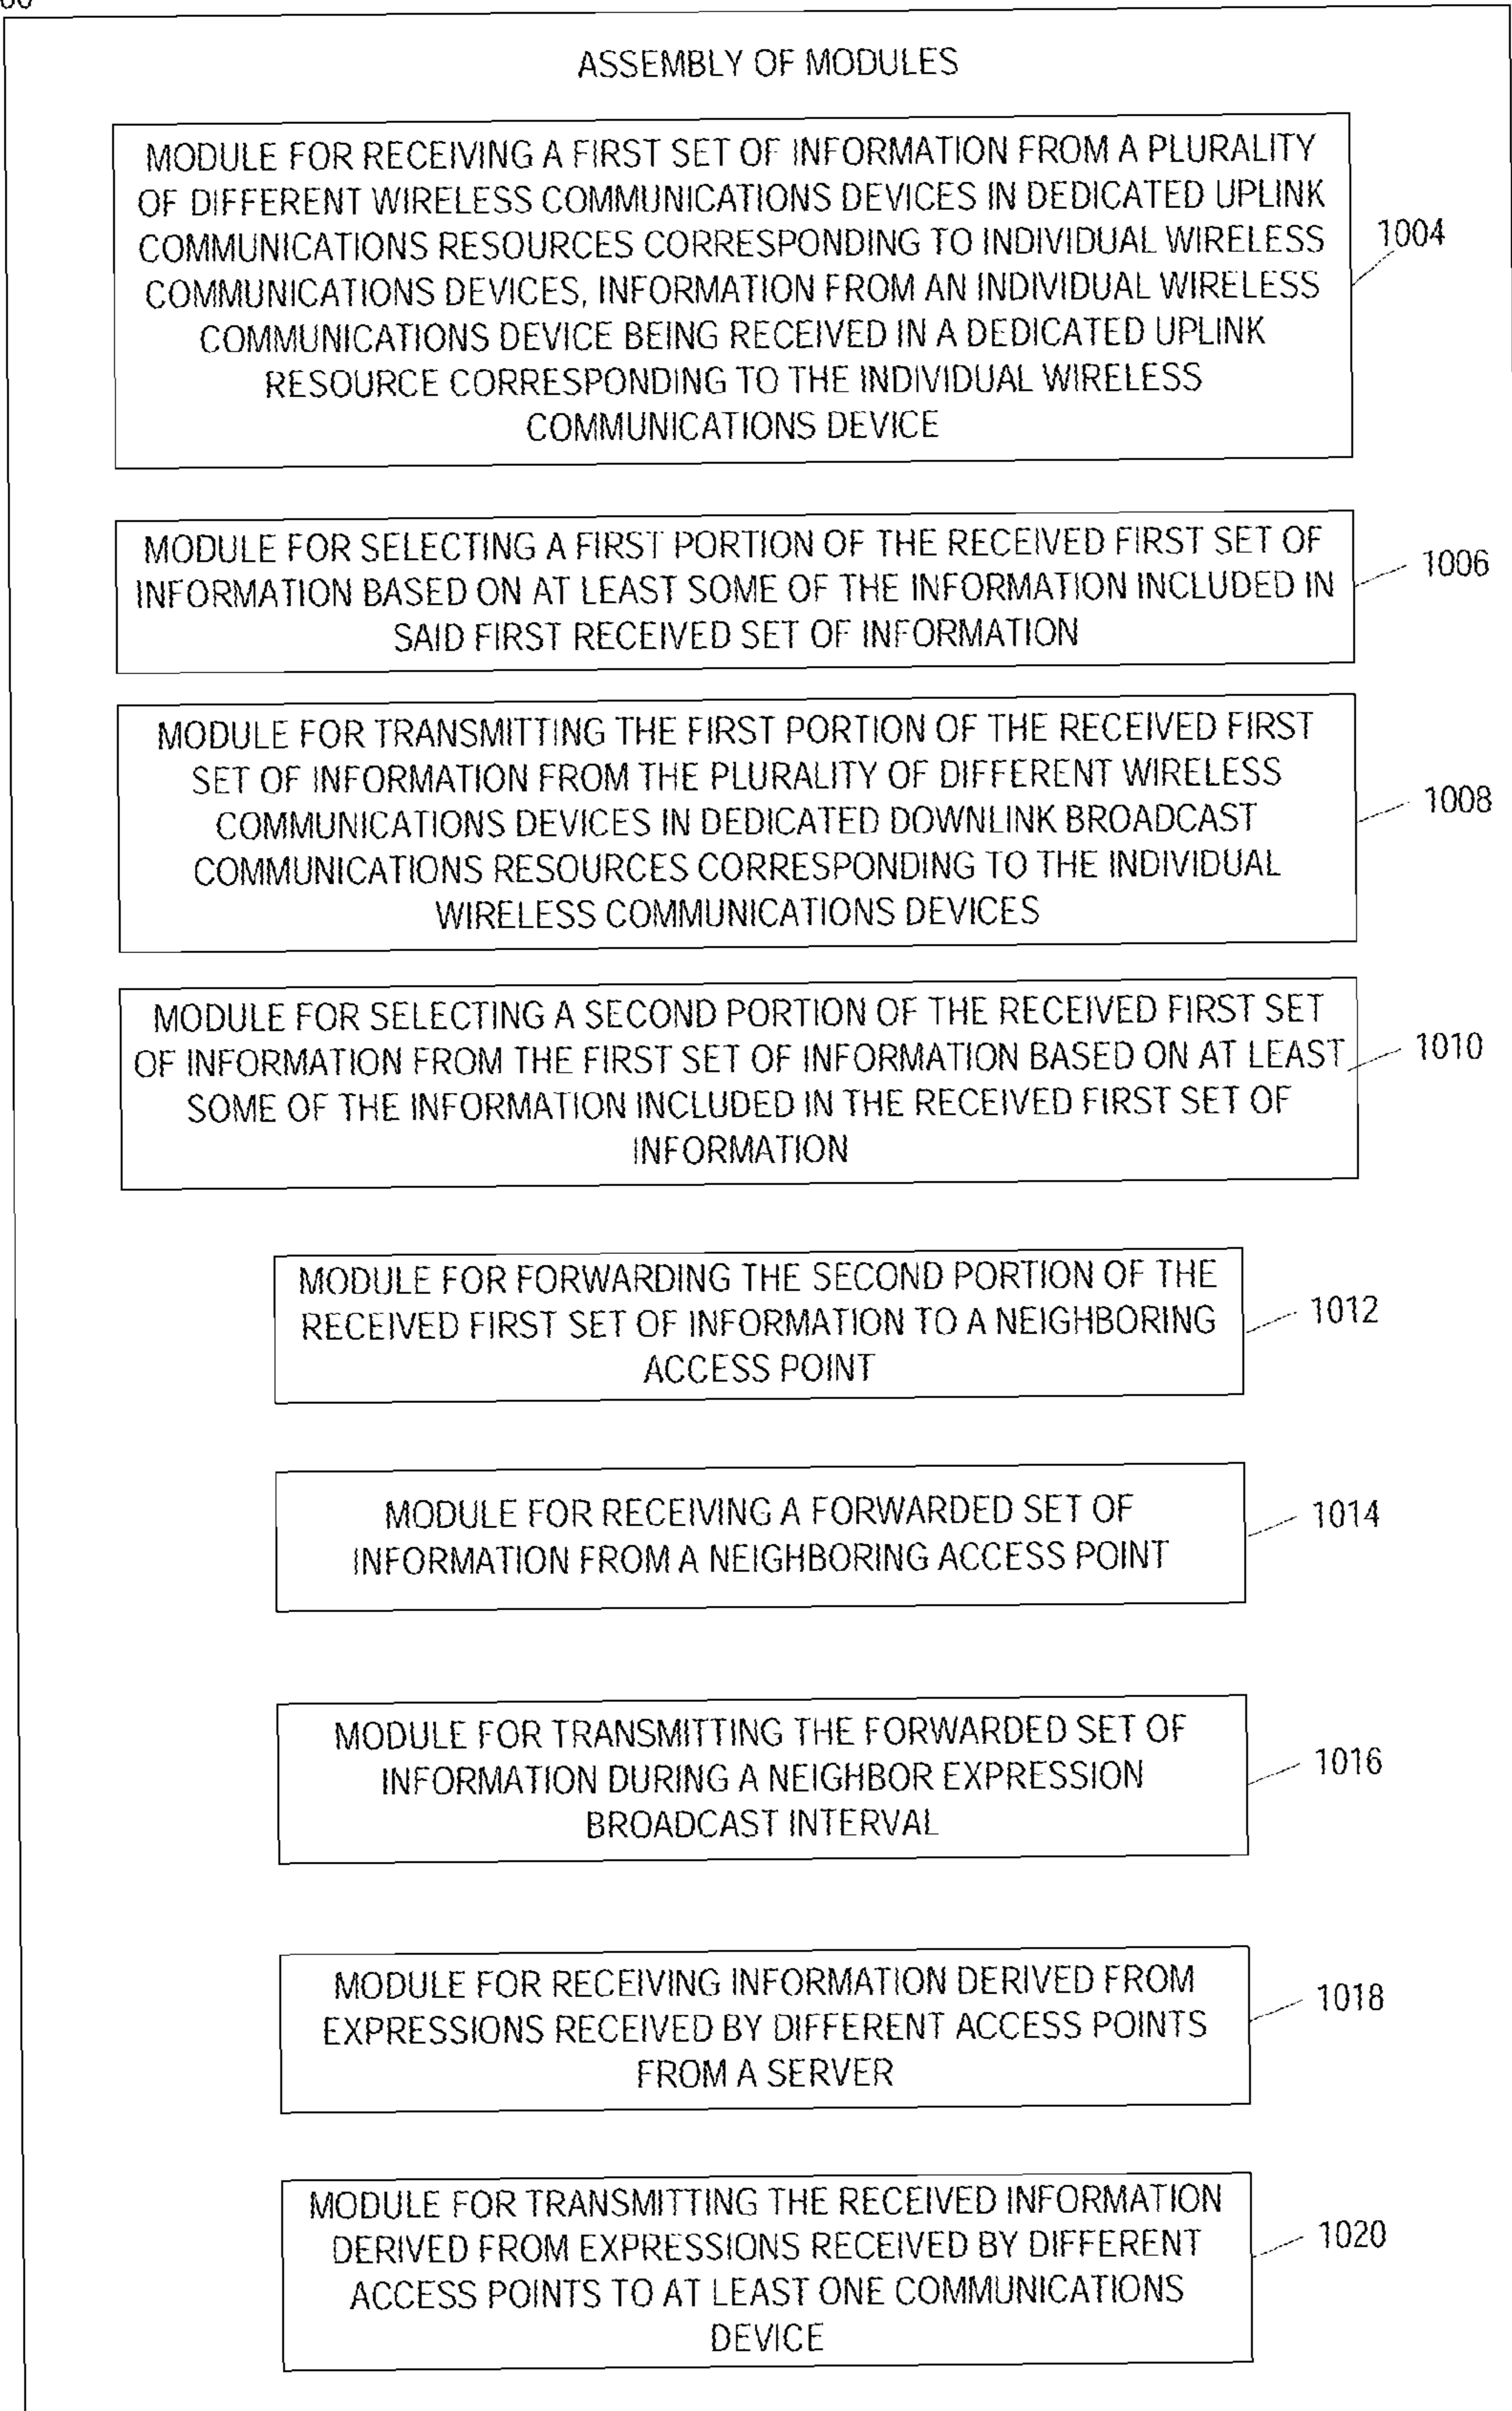 ASSEMBLY OF MODULES
MODULE FOR RECEIVING A FIRST SET OF INFORMATION FROM A PLURALITY
OF DIFFERENT WIRELESS COMMUNICATIONS DEVICES IN DEDICATED UPLINK
COMMUNICATIONS RESOURCES CORRESPONDING TO INDIVIDUAL WIRELESS
COMMUNICATIONS DEVICES, INFORMATION FROM AN INDIVIDUAL WIRELESS
COMMUNICATIONS DEVICE BEING RECEIVED IN A DEDICATED UPLINK
RESOURCE CORRESPONDING TO THE INDIVIDUAL WIRELESS
COMMUNICATIONS DEVICE
1004
MODULE FOR SELECTING A FIRST PORTION OF THE RECEIVED FIRST SET OF
INFORMATION BASED ON AT LEAST SOME OF THE INFORMATION INCLUDED IN
SAID FIRST RECEIVED SET OF INFORMATION
1006
MODULE FOR TRANSMITTING THE FIRST PORTION OF THE RECEIVED FIRST
SET OF INFORMATION FROM THE PLURALITY OF DIFFERENT WIRELESS
COMMUNICATIONS DEVICES IN DEDICATED DOWNLINK BROADCAST
COMMUNICATIONS RESOURCES CORRESPONDING TO THE INDIVIDUAL
WIRELESS COMMUNICATIONS DEVICES
1008
MODULE FOR SELECTING A SECOND PORTION OF THE RECEIVED FIRST SET
OF INFORMATION FROM THE FIRST SET OF INFORMATION BASED ON AT LEAST
SOME OF THE INFORMATION INCLUDED IN THE RECEIVED FIRST SET OF
INFORMATION
1010
MODULE FOR FORWARDING THE SECOND PORTION OF THE
RECEIVED FIRST SET OF INFORMATION TO A NEIGHBORING
ACCESS POINT
1012
MODULE FOR RECEIVING A FORWARDED SET OF
INFORMATION FROM A NEIGHBORING ACCESS POINT
1014
MODULE FOR TRANSMITTING THE FORWARDED SET OF
INFORMATION DURING A NEIGHBOR EXPRESSION
BROADCAST INTERVAL
1016
MODULE FOR RECEIVING INFORMATION DERIVED FROM
EXPRESSIONS RECEIVED BY DIFFERENT ACCESS POINTS
FROM A SERVER
1018
MODULE FOR TRANSMITTING THE RECEIVED INFORMATION
DERIVED FROM EXPRESSIONS RECEIVED BY DIFFERENT
ACCESS POINTS TO AT LEAST ONE COMMUNICATIONS
DEVICE
1020